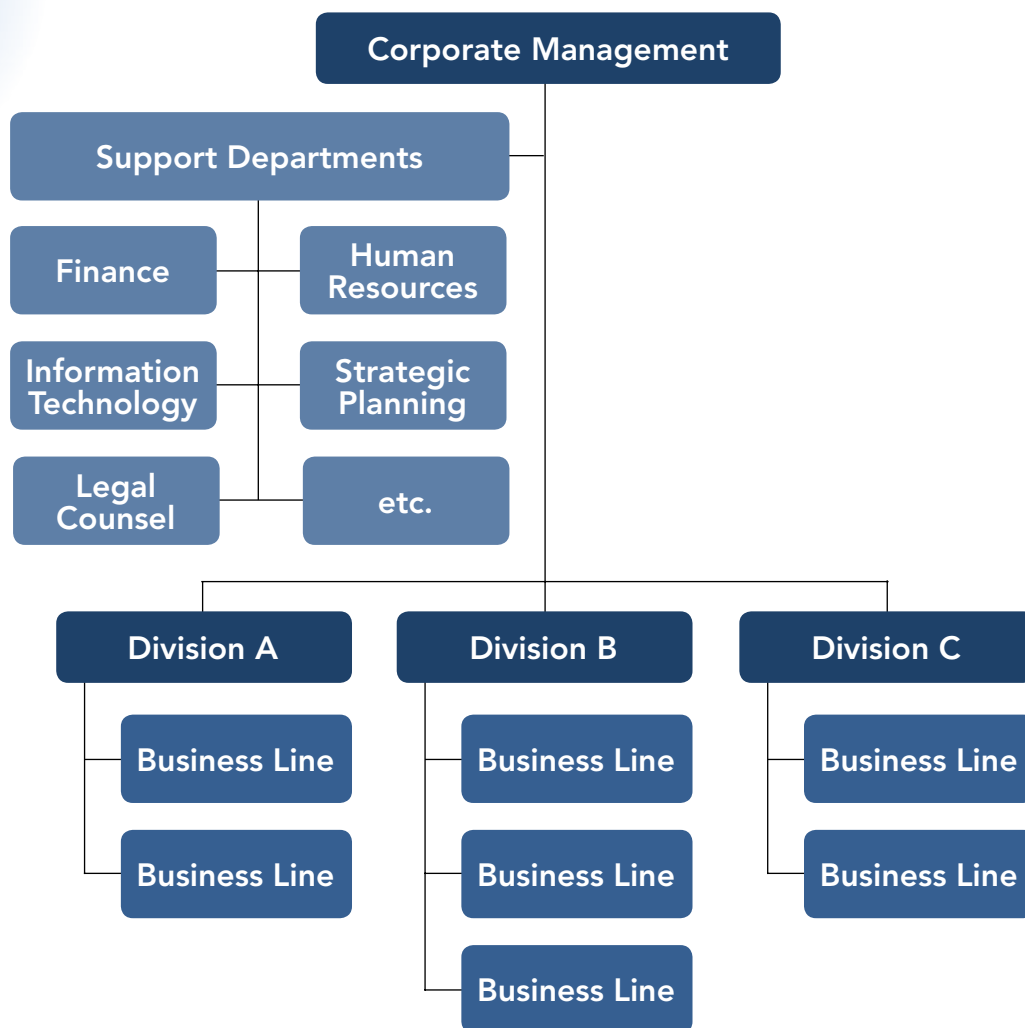 Corporate Management
Support Departments
Finance
Human
Resources
Information
Technology
Strategic
Planning
Legal
Counsel
etc.
Division A
Division B
Division C
Business Line
Business Line
Business Line
Business Line
Business Line
Business Line
Business Line